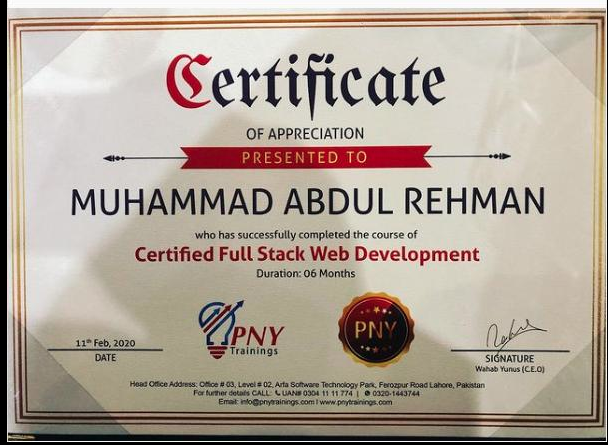 Certificate
OF APPRECIATION
PRESENTED TO
MUHAMMAD ABDUL REHMAN
who has successfully completed the course of
Certified Full Stack Web Development
Duration: 06 Months
11th Feb, 2020
DATE
PNY
Trainings
PNY
SIGNATURE
Wahab Yunus (C.E.O)
Head Office Address: Office # 03, Level # 02, Arfa Software Technology Park, Ferozpur Road Lahore, Pakistan
For further details CALL: UAN# 0304 11 11 774 | 0320-1443744
Email: info@pnytrainings.com I www.pnytrainings.com